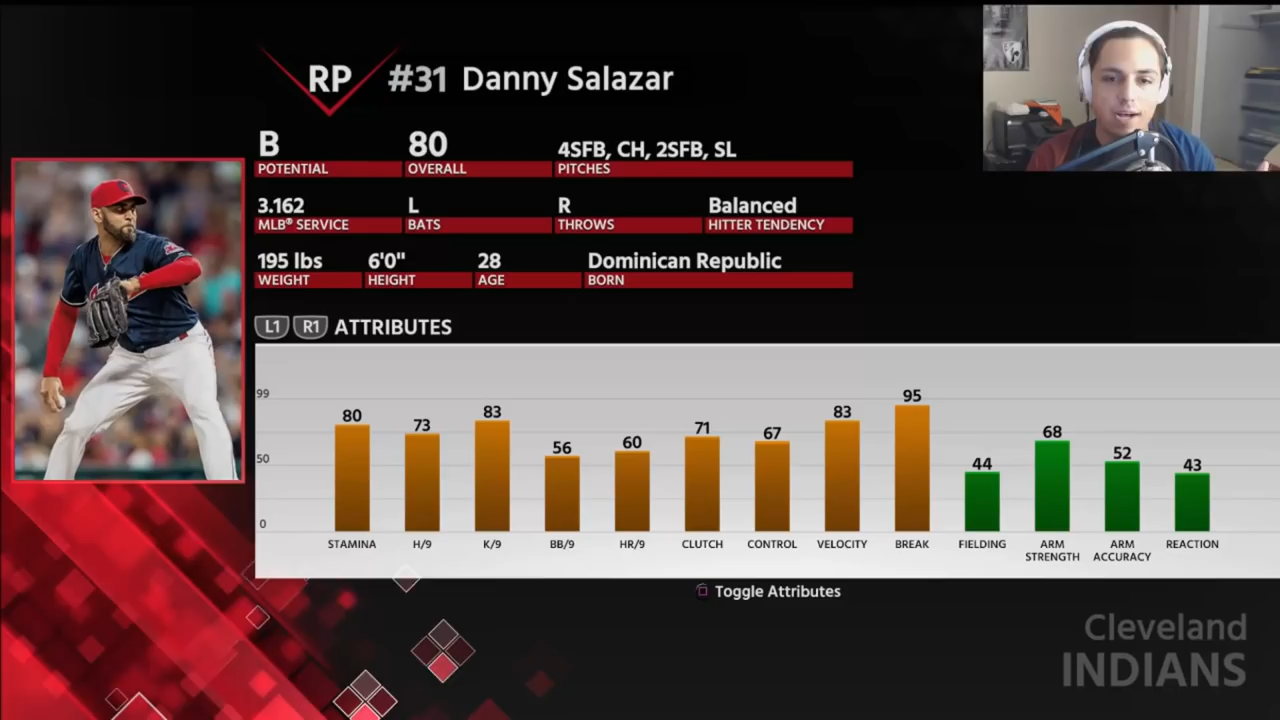 RP #31 Danny Salazar
B 80 4SFB, CH, 2SFB, SL
POTENTIAL OVERALL PITCHES
3.162 L R Balanced
MLB® SERVICE BATS THROWS HITTER TENDENCY
195 lbs 6'0" 28 Dominican Republic
WEIGHT HEIGHT AGE BORN
L1 R1 ATTRIBUTES
99
50
0
80 73 83 56 60 71 67 83 95 44 68 52 43
STAMINA H/9 K/9 BB/9 HR/9 CLUTCH CONTROL VELOCITY BREAK FIELDING ARM STRENGTH ARM ACCURACY REACTION
Toggle Attributes
Cleveland
INDIANS